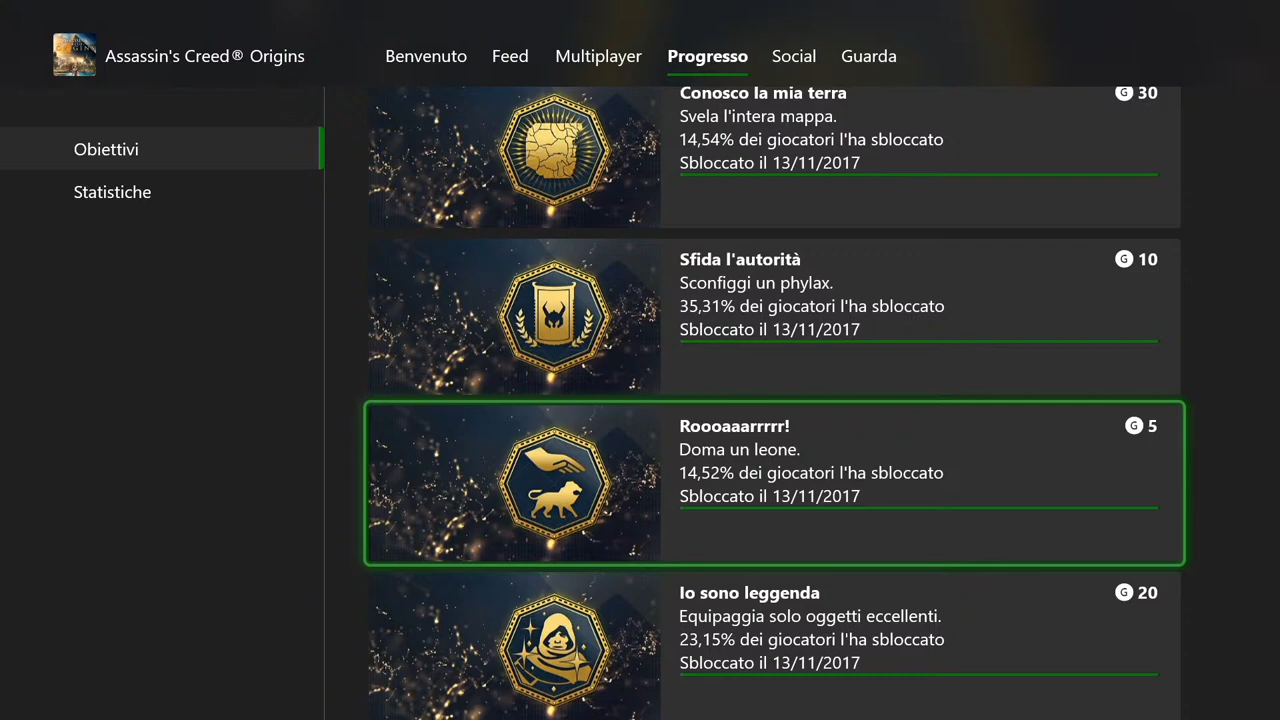 Assassin's Creed® Origins
Benvenuto Feed Multiplayer Progresso Social Guarda
Obiettivi
Statistiche
Conosco la mia terra G 30
Svela l'intera mappa.
14,54% dei giocatori l'ha sbloccato
Sbloccato il 13/11/2017
Sfida l'autorità G 10
Sconfiggi un phylax.
35,31% dei giocatori l'ha sbloccato
Sbloccato il 13/11/2017
Roooaaarrrrr! G 5
Doma un leone.
14,52% dei giocatori l'ha sbloccato
Sbloccato il 13/11/2017
Io sono leggenda G 20
Equipaggia solo oggetti eccellenti.
23,15% dei giocatori l'ha sbloccato
Sbloccato il 13/11/2017